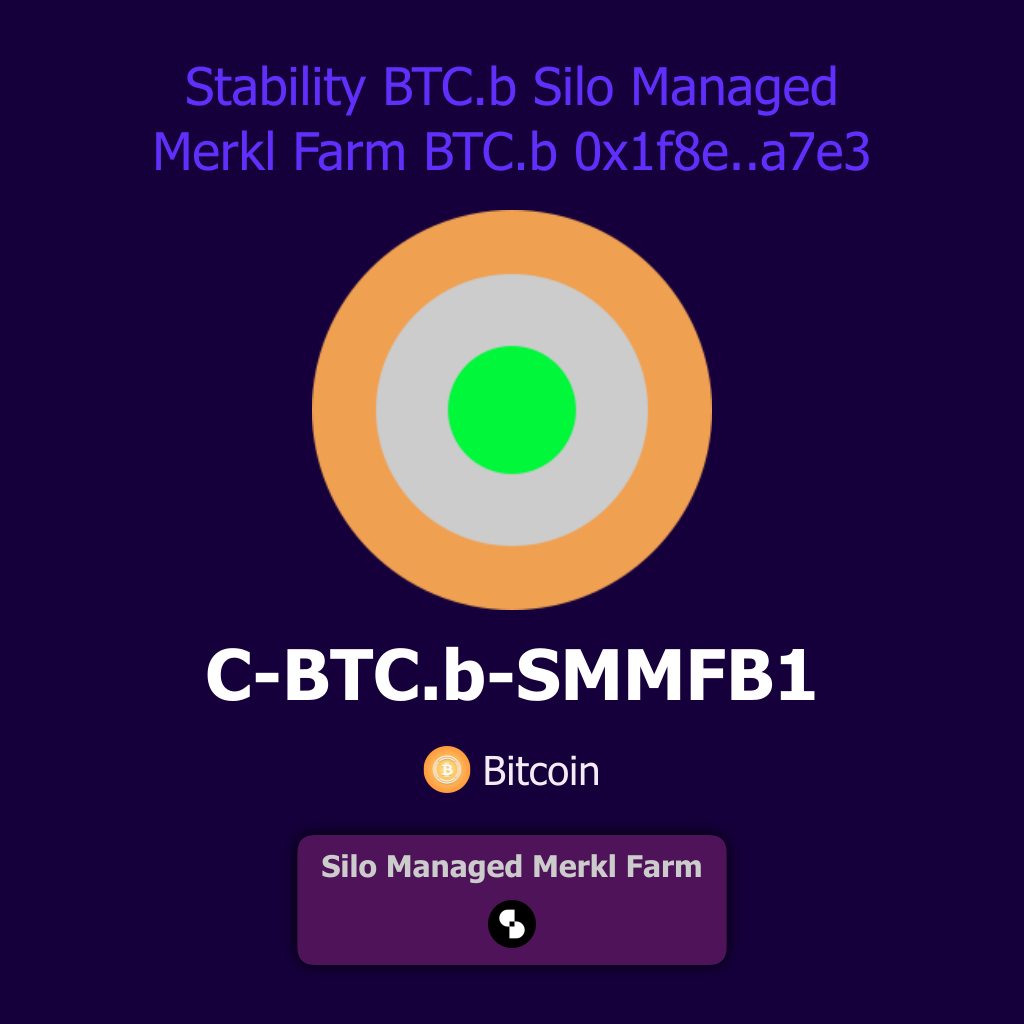 Stability BTC.b Silo Managed
Merkl Farm BTC.b 0x1f8e..a7e3
C-BTC.b-SMMFB1
Bitcoin
Silo Managed Merkl Farm